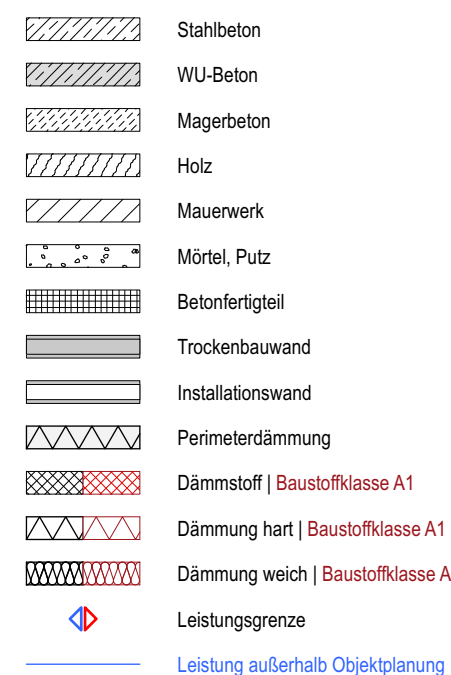 Stahlbeton
WU-Beton
Magerbeton
Holz
Mauerwerk
Mörtel, Putz
Betonfertigteil
Trockenbauwand
Installationswand
Perimeterdämmung
Dämmstoff | Baustoffklasse A1
Dämmung hart | Baustoffklasse A1
Dämmung weich | Baustoffklasse A
Leistungsgrenze
Leistung außerhalb Objektplanung